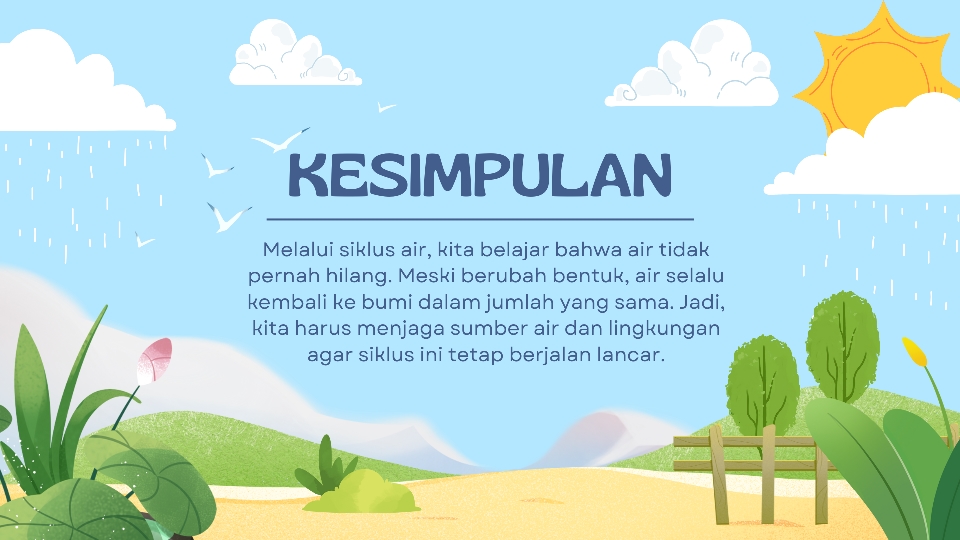 KESIMPULAN
Melalui siklus air, kita belajar bahwa air tidak
pernah hilang. Meski berubah bentuk, air selalu
kembali ke bumi dalam jumlah yang sama. Jadi,
kita harus menjaga sumber air dan lingkungan
agar siklus ini tetap berjalan lancar.